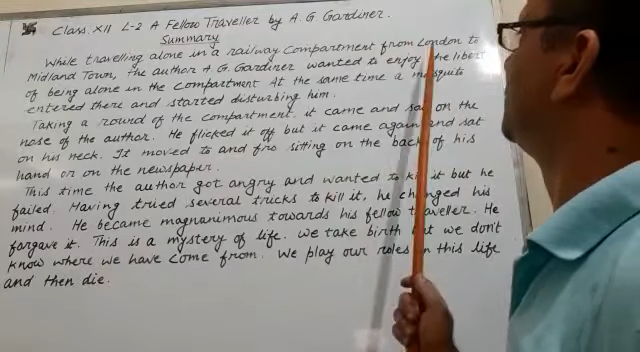 Class. XII L-2 A Fellow Traveller by A. G. Gardiner.
Summary
While travelling alone in a railway Compartment from London to
Midland Town, the author A. G. Gardiner wanted to enjoy the libert
of being alone in the compartment At the same time a mosquito
entered there and started disturbing him.
Taking a round of the compartment, it came and sat on the
nose of the author. He flicked it off but it came again and sat
on his neck. It moved to and fro sitting on the back of his
hand or on the newspaper.
This time the author got angry and wanted to kill it but he
failed. Having tried several tricks to kill it, he changed his
mind. He became magnanimous towards his fellow traveller. He
forgave it. This is a mystery of life. We take birth but we don't
know where we have come from. We play our roles in this life
and then die.